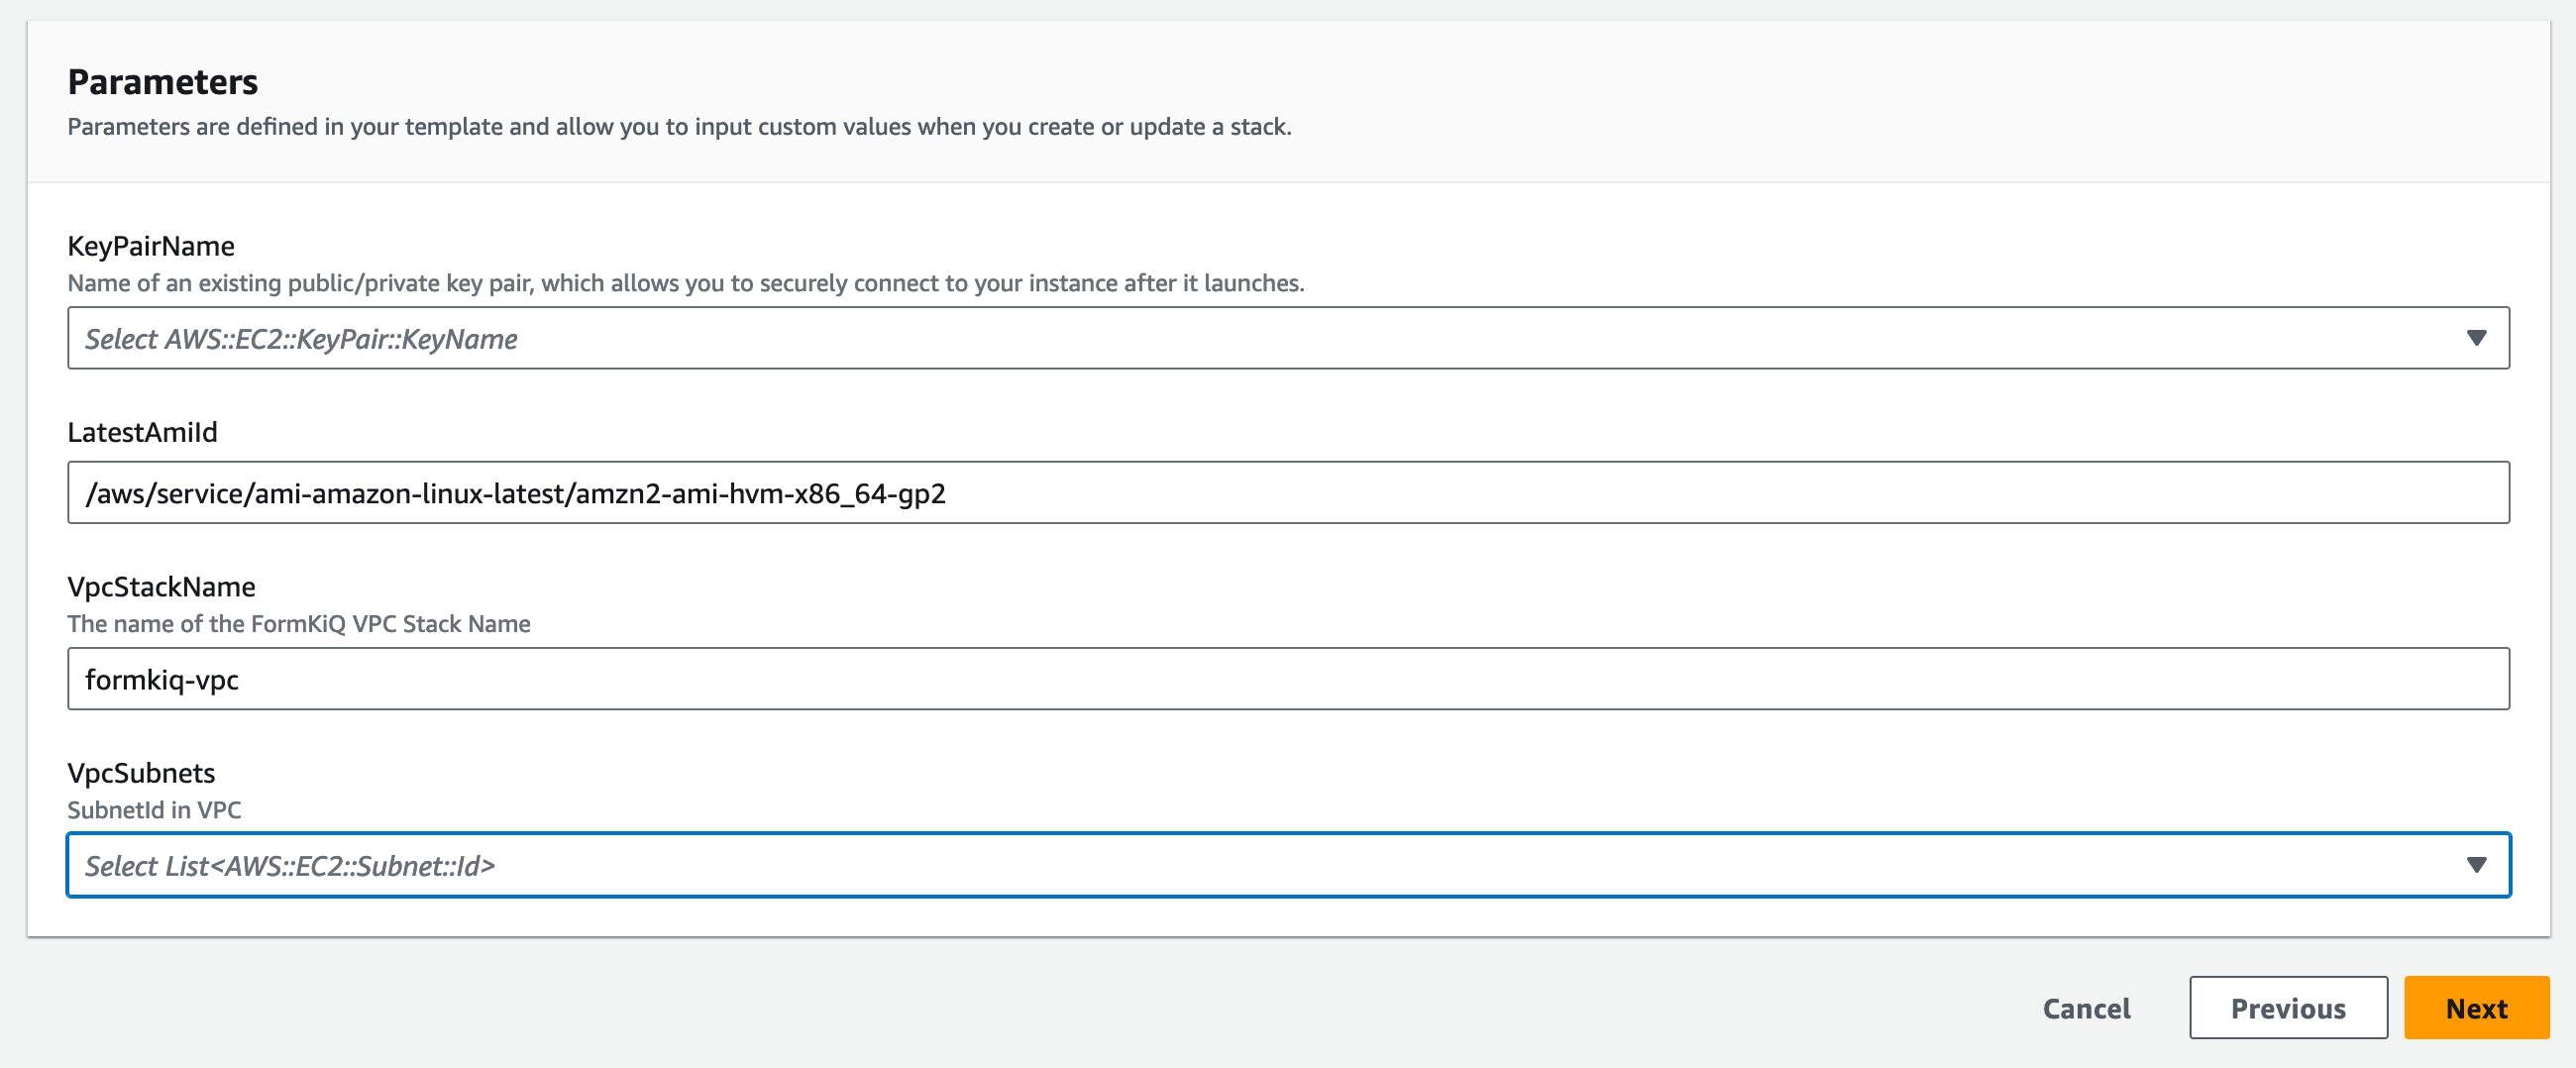 Parameters
Parameters are defined in your template and allow you to input custom values when you create or update a stack.
KeyPairName
Name of an existing public/private key pair, which allows you to securely connect to your instance after it launches.
Select AWS::EC2::KeyPair::KeyName
LatestAmiId
/aws/service/ami-amazon-linux-latest/amzn2-ami-hvm-x86_64-gp2
VpcStackName
The name of the FormKiQ VPC Stack Name
formkiq-vpc
VpcSubnets
SubnetId in VPC
Select List<AWS::EC2::Subnet::Id>
Cancel Previous Next